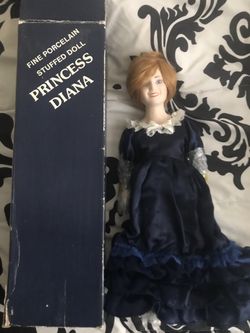 FINE PORCELAIN
STUFFED DOLL
PRINCESS
DIANA